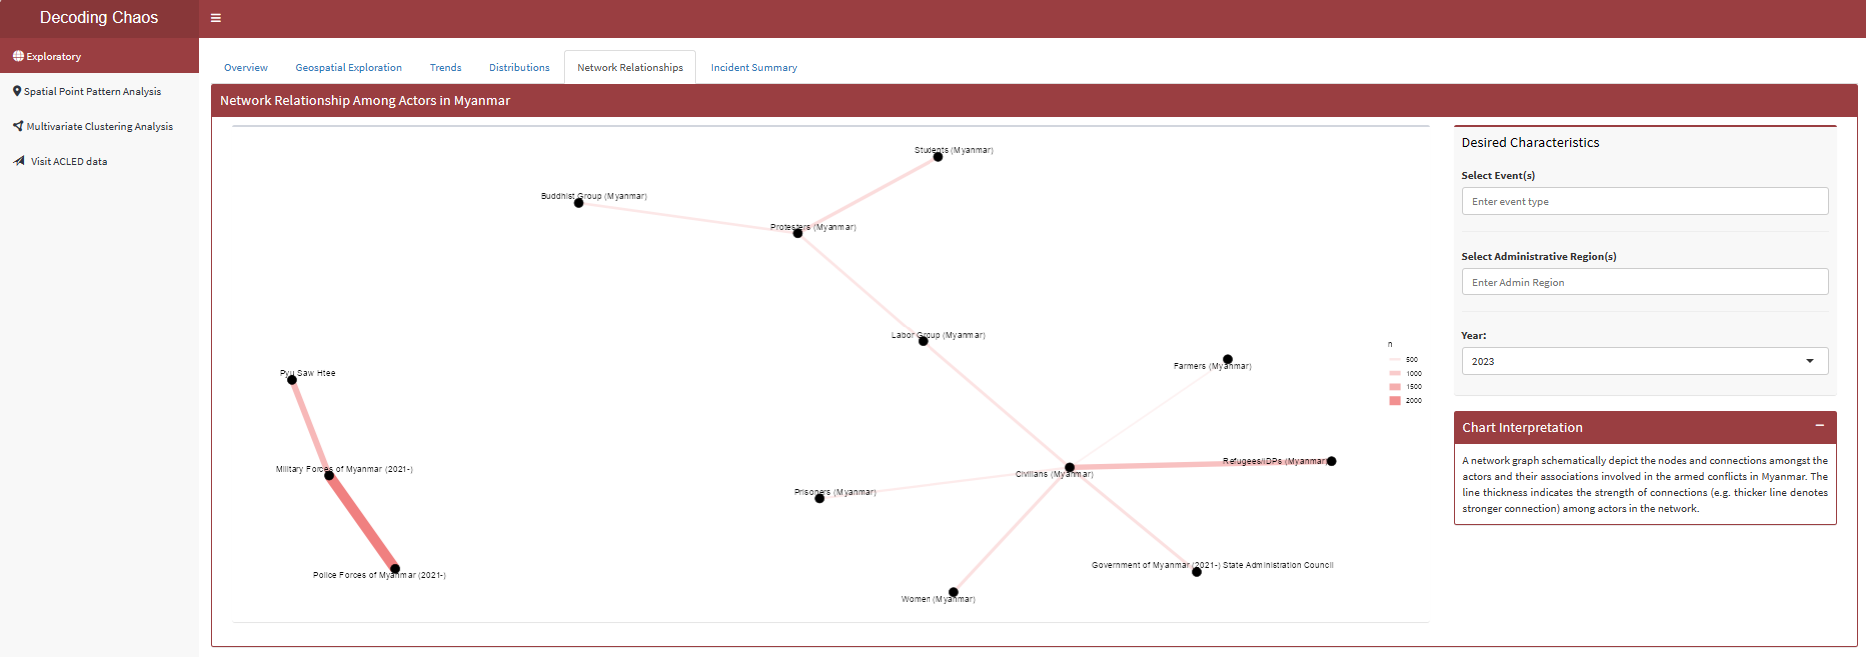 Decoding Chaos
Exploratory
Spatial Point Pattern Analysis
Multivariate Clustering Analysis
Visit ACLED data
Overview
Geospatial Exploration
Trends
Distributions
Network Relationships
Incident Summary
Network Relationship Among Actors in Myanmar
Students (Myanmar)
Buddhist Group (Myanmar)
Protesters (Myanmar)
Labor Group (Myanmar)
Farmers (Myanmar)
Pyu Saw Htee
Military Forces of Myanmar (2021-)
Refugees/IDPs (Myanmar)
Civilians (Myanmar)
Prisoners (Myanmar)
Government of Myanmar (2021-) State Administration Council
Police Forces of Myanmar (2021-)
Women (Myanmar)
n
500
1000
1500
2000
Desired Characteristics
Select Event(s)
Enter event type
Select Administrative Region(s)
Enter Admin Region
Year:
2023
Chart Interpretation
A network graph schematically depict the nodes and connections amongst the
actors and their associations involved in the armed conflicts in Myanmar. The
line thickness indicates the strength of connections (e.g. thicker line denotes
stronger connection) among actors in the network.